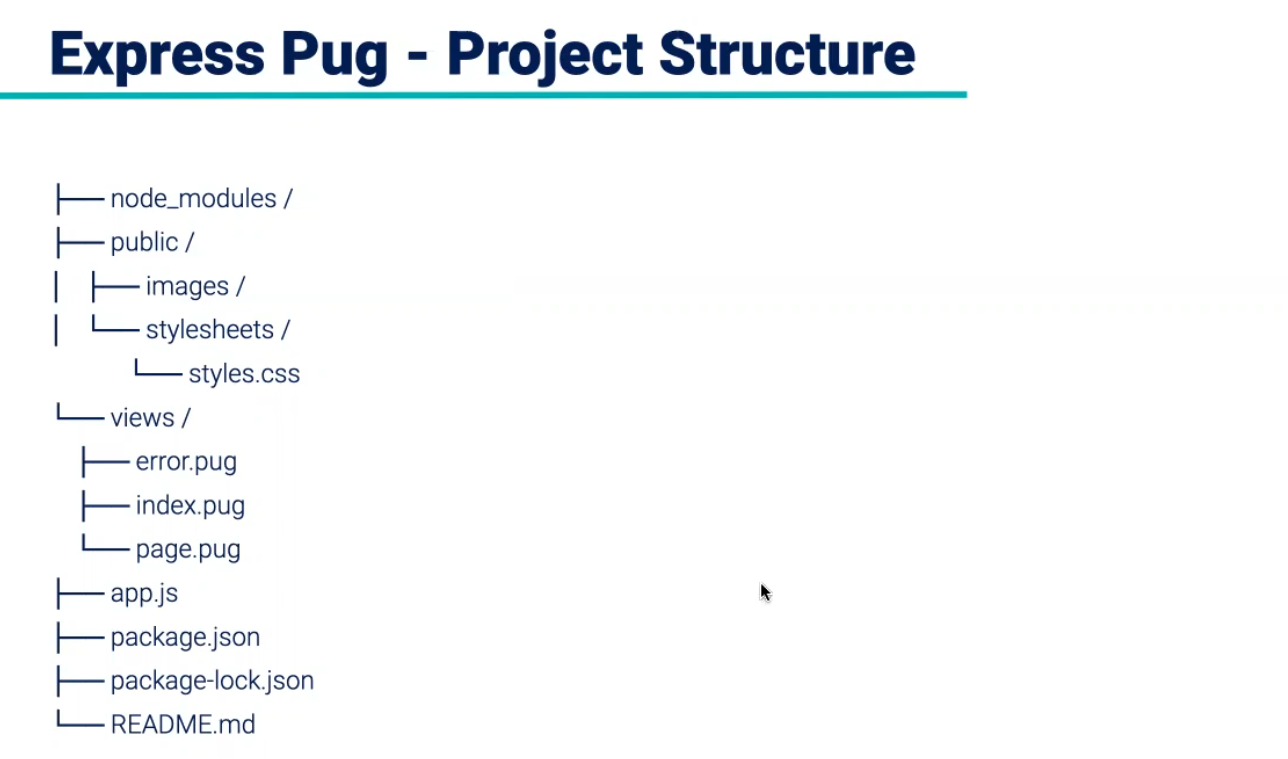 Express Pug - Project Structure
├── node_modules /
├── public /
│ ├── images /
│ └── stylesheets /
└── styles.css
└── views /
├── error.pug
├── index.pug
└── page.pug
├── app.js
├── package.json
├── package-lock.json
└── README.md